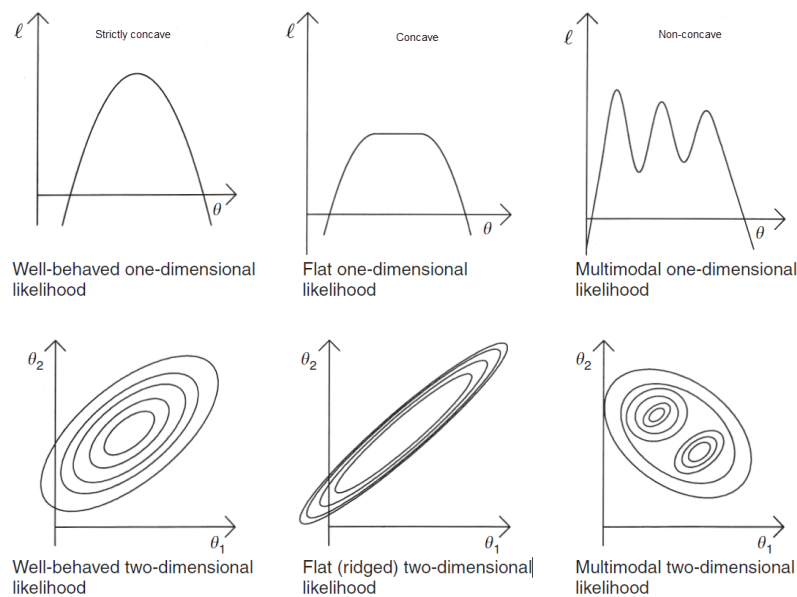 ℓ
Strictly concave
θ
Well-behaved one-dimensional
likelihood
ℓ
Concave
θ
Flat one-dimensional
likelihood
ℓ
Non-concave
θ
Multimodal one-dimensional
likelihood
θ₂
θ₁
Well-behaved two-dimensional
likelihood
θ₂
θ₁
Flat (ridged) two-dimensional
likelihood
θ₂
θ₁
Multimodal two-dimensional
likelihood